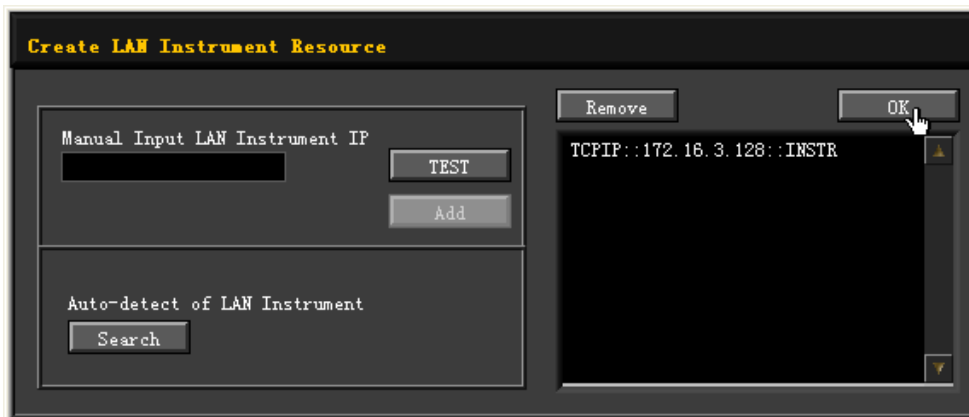 Create LAN Instrument Resource
Manual Input LAN Instrument IP
TEST
Add
Auto-detect of LAN Instrument
Search
Remove
OK
TCPIP::172.16.3.128::INSTR